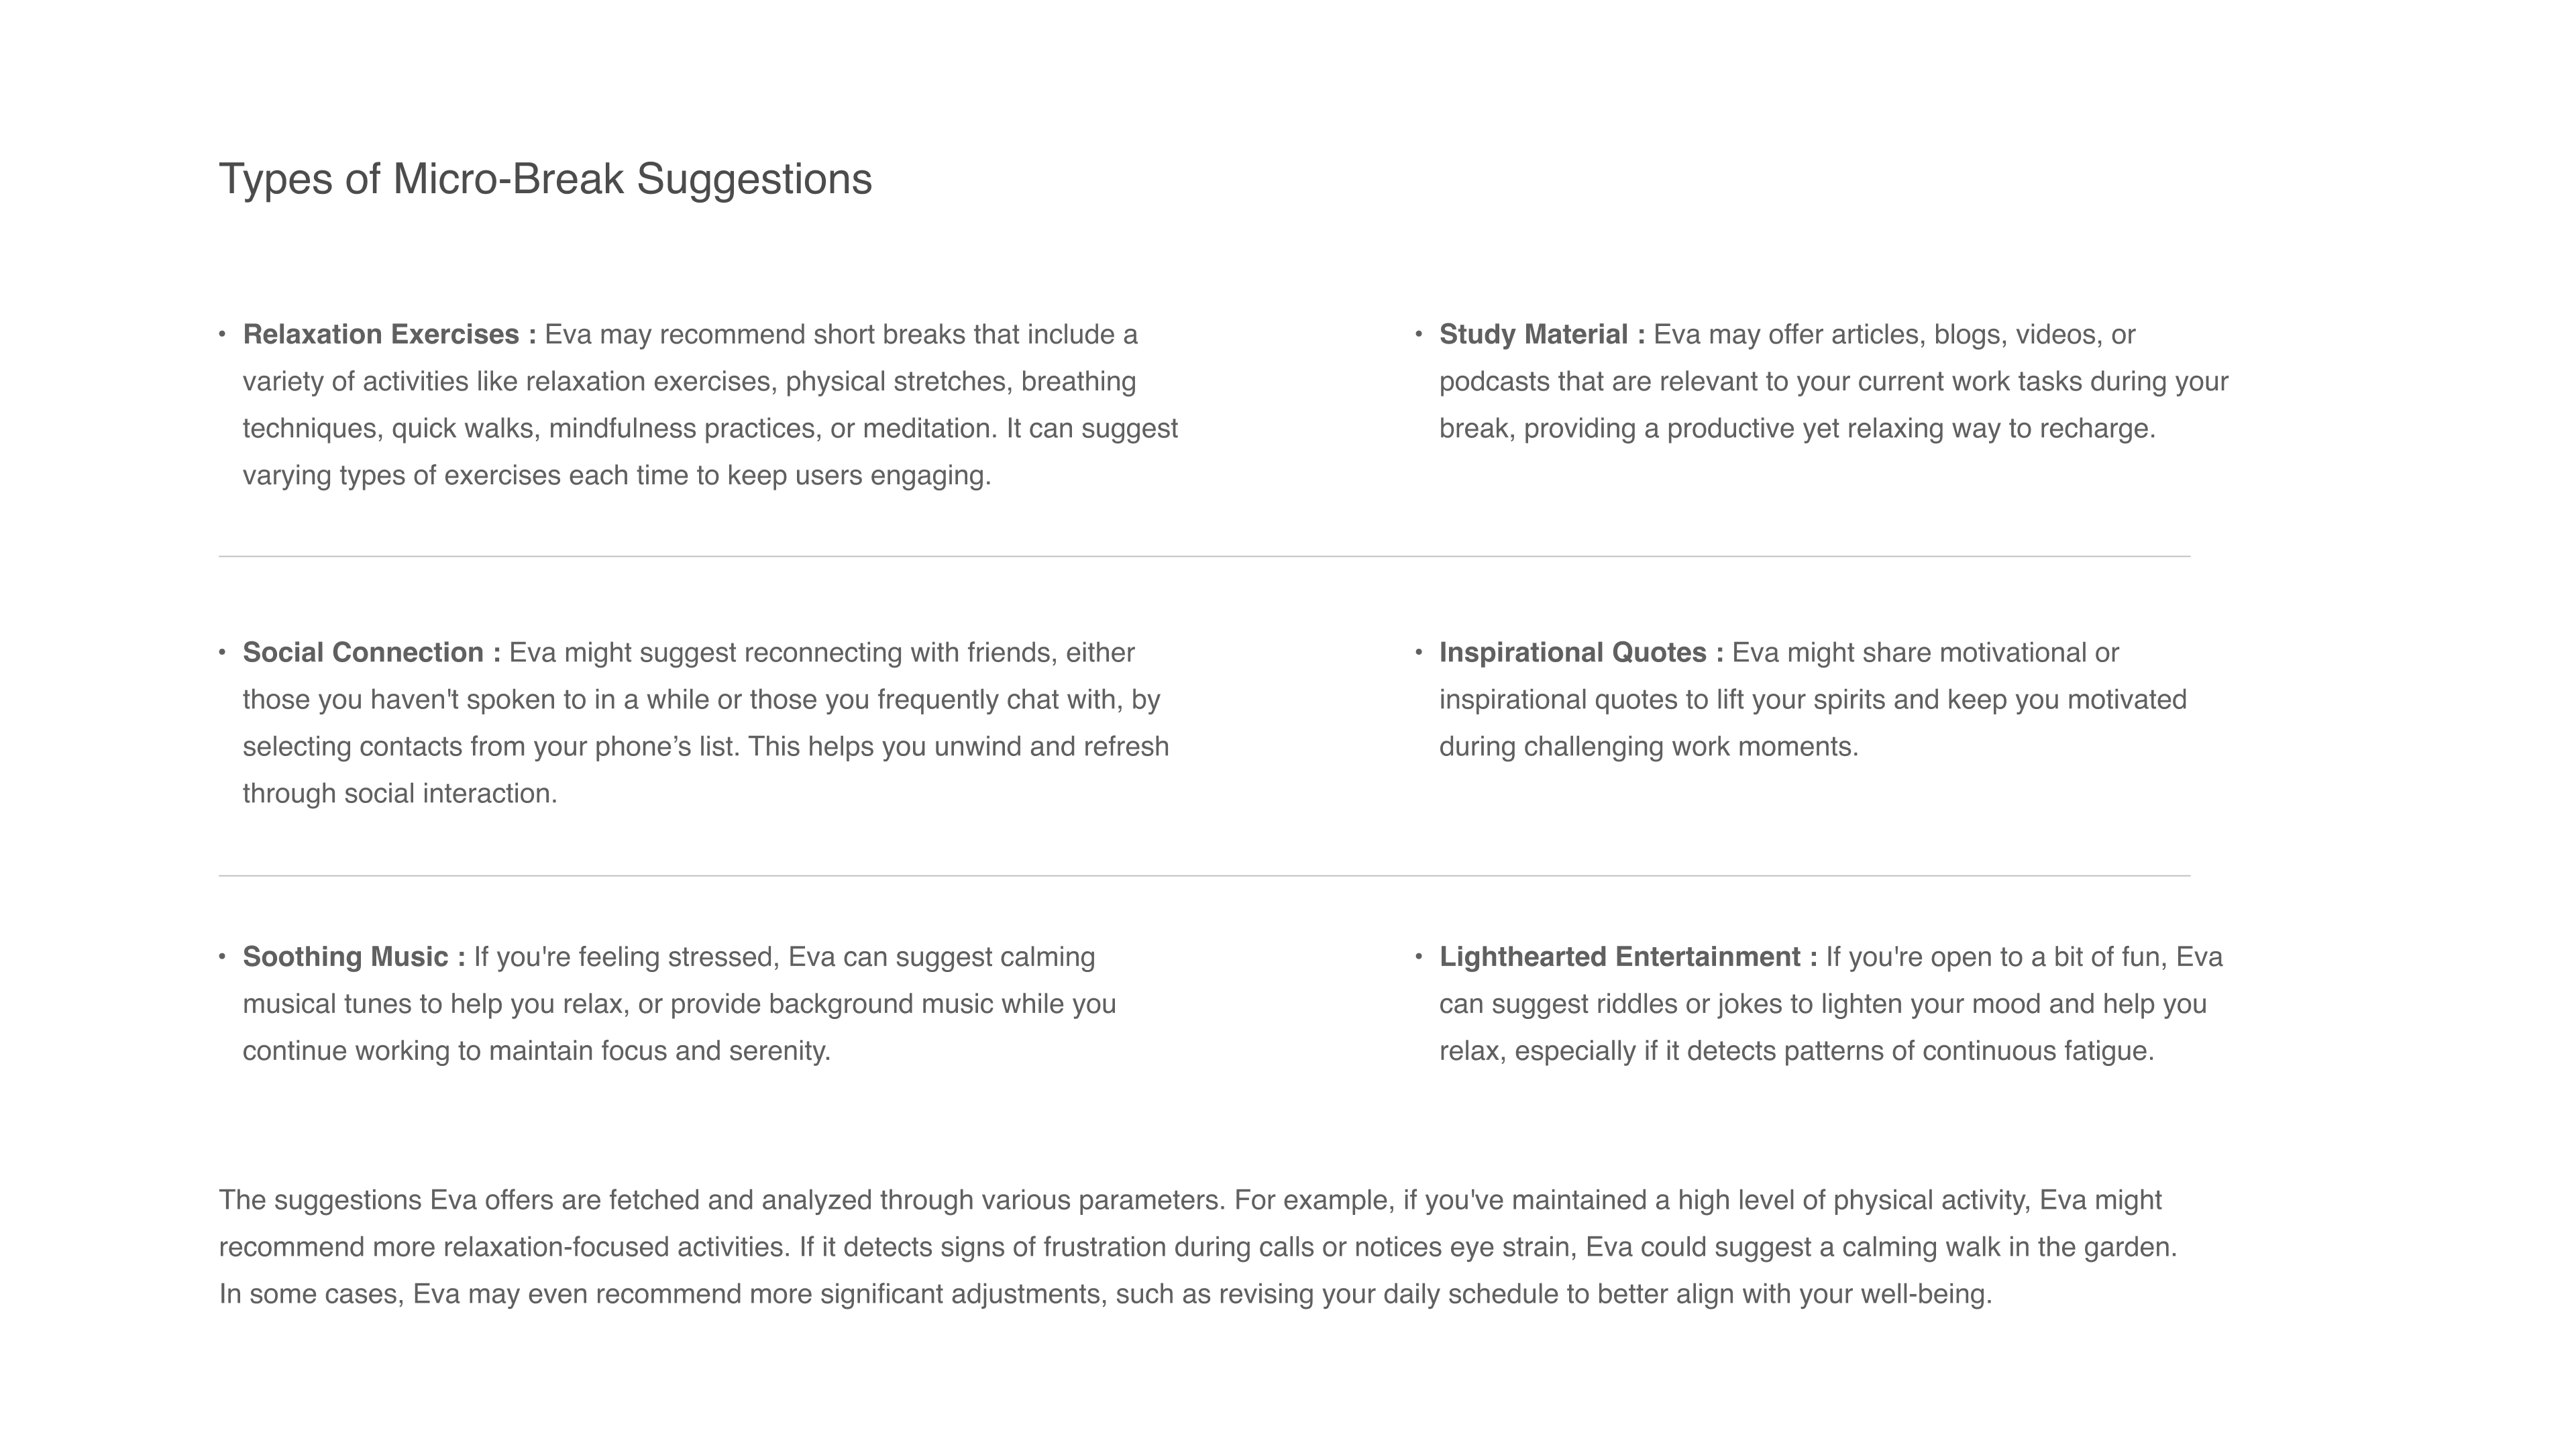 Types of Micro-Break Suggestions
• Relaxation Exercises : Eva may recommend short breaks that include a
variety of activities like relaxation exercises, physical stretches, breathing
techniques, quick walks, mindfulness practices, or meditation. It can suggest
varying types of exercises each time to keep users engaging.
• Study Material : Eva may offer articles, blogs, videos, or
podcasts that are relevant to your current work tasks during your
break, providing a productive yet relaxing way to recharge.
• Social Connection : Eva might suggest reconnecting with friends, either
those you haven't spoken to in a while or those you frequently chat with, by
selecting contacts from your phone’s list. This helps you unwind and refresh
through social interaction.
• Inspirational Quotes : Eva might share motivational or
inspirational quotes to lift your spirits and keep you motivated
during challenging work moments.
• Soothing Music : If you're feeling stressed, Eva can suggest calming
musical tunes to help you relax, or provide background music while you
continue working to maintain focus and serenity.
• Lighthearted Entertainment : If you're open to a bit of fun, Eva
can suggest riddles or jokes to lighten your mood and help you
relax, especially if it detects patterns of continuous fatigue.
The suggestions Eva offers are fetched and analyzed through various parameters. For example, if you've maintained a high level of physical activity, Eva might
recommend more relaxation-focused activities. If it detects signs of frustration during calls or notices eye strain, Eva could suggest a calming walk in the garden.
In some cases, Eva may even recommend more significant adjustments, such as revising your daily schedule to better align with your well-being.